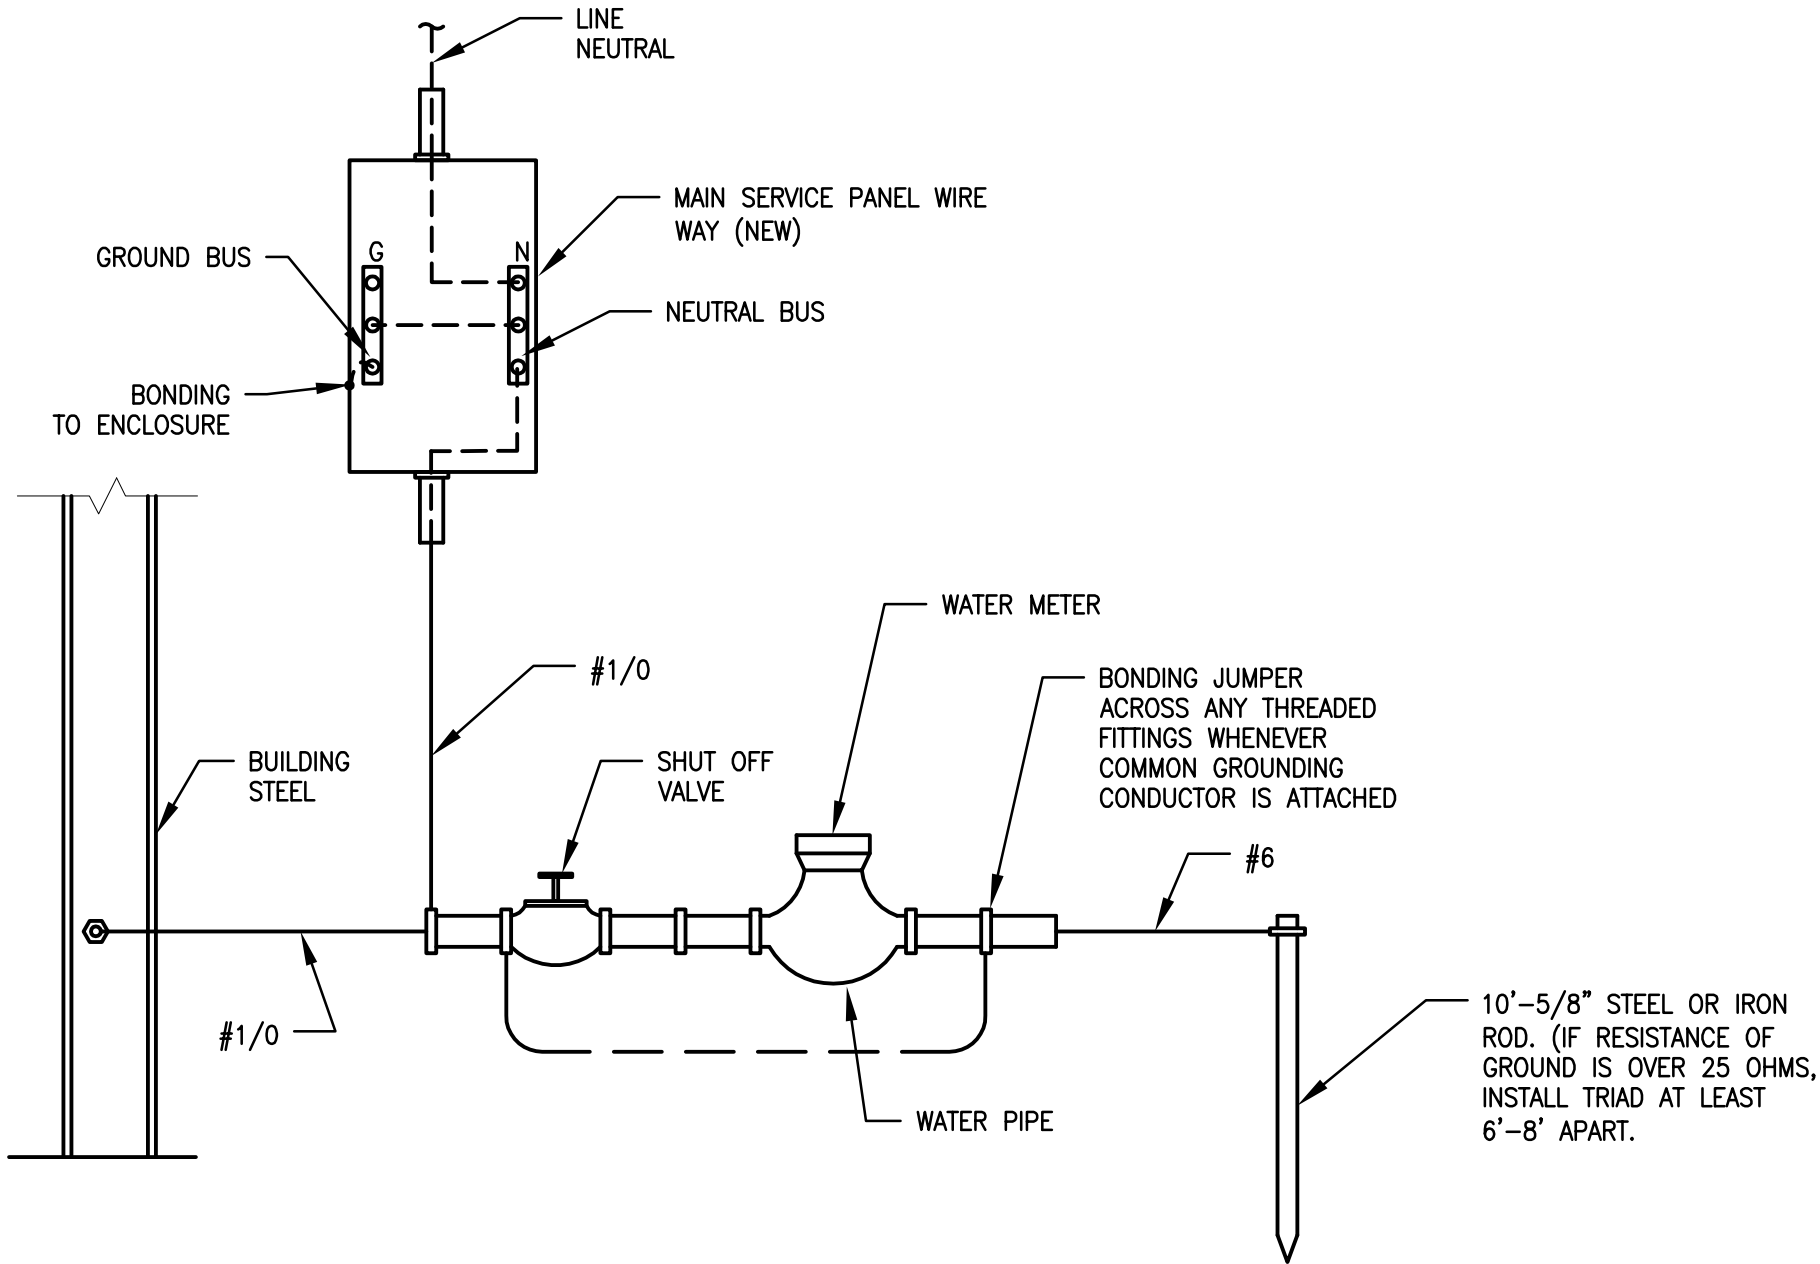 LINE
NEUTRAL
MAIN SERVICE PANEL WIRE
WAY (NEW)
GROUND BUS
G
N
NEUTRAL BUS
BONDING
TO ENCLOSURE
WATER METER
#1/0
BONDING JUMPER
ACROSS ANY THREADED
FITTINGS WHENEVER
COMMON GROUNDING
CONDUCTOR IS ATTACHED
BUILDING
STEEL
SHUT OFF
VALVE
#6
#1/0
10'-5/8" STEEL OR IRON
ROD. (IF RESISTANCE OF
GROUND IS OVER 25 OHMS,
INSTALL TRIAD AT LEAST
6'-8' APART.
WATER PIPE